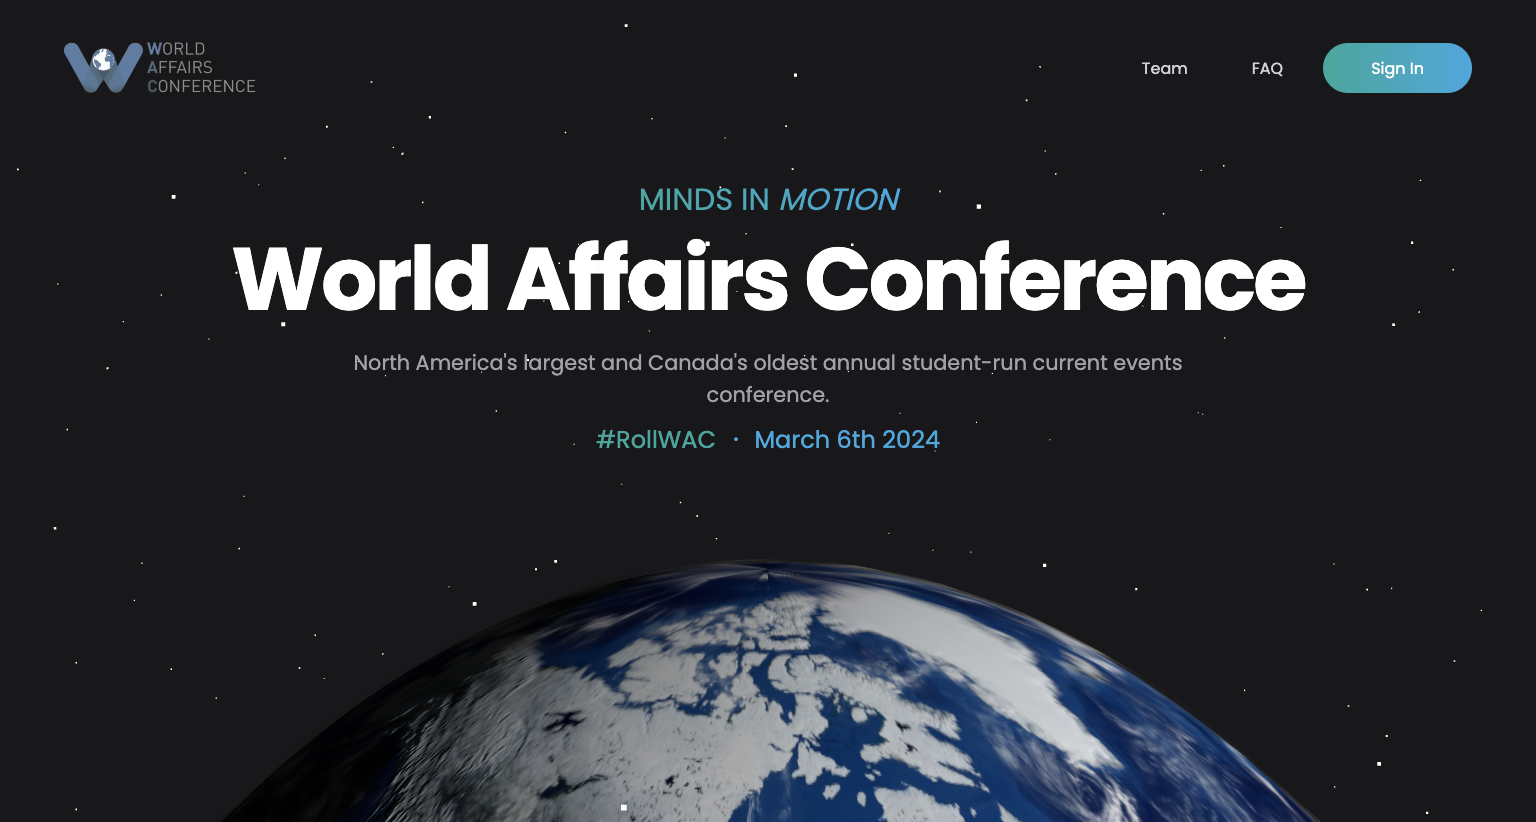 WORLD
AFFAIRS
CONFERENCE
Team
FAQ
Sign In
MINDS IN MOTION
World Affairs Conference
North America's largest and Canada's oldest annual student-run current events
conference.
#RollWAC · March 6th 2024